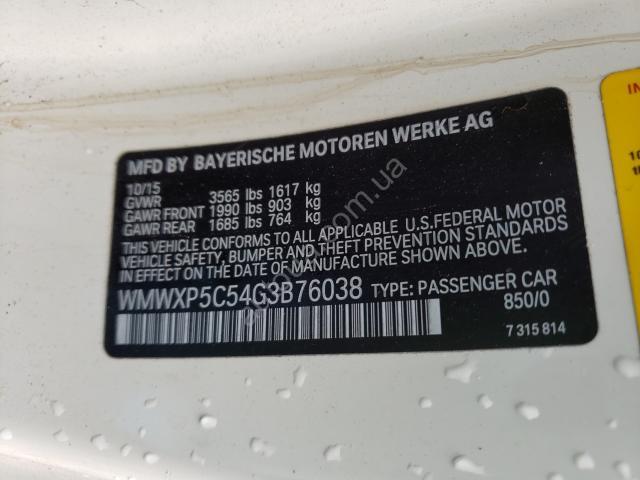 MFD BY BAYERISCHE MOTOREN WERKE AG
10/15
GVWR 3565 lbs 1617 kg
GAWR FRONT 1990 lbs 903 kg
GAWR REAR 1685 lbs 764 kg
THIS VEHICLE CONFORMS TO ALL APPLICABLE U.S.FEDERAL MOTOR
VEHICLE SAFETY, BUMPER AND THEFT PREVENTION STANDARDS
IN EFFECT ON THE DATE OF MANUFACTURE SHOWN ABOVE.
WMWXP5C54G3B76038 TYPE: PASSENGER CAR
850/0
7 315 814
IN
10